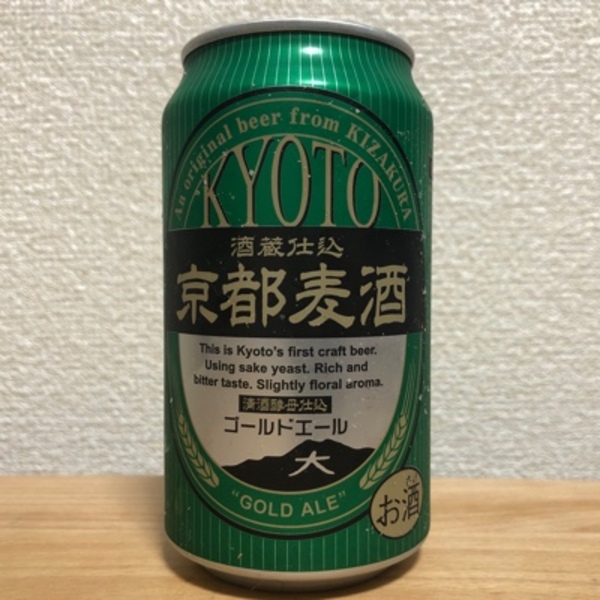 An original beer from KIZAKURA
KYOTO
酒蔵仕込
京都麦酒
This is Kyoto's first craft beer.
Using sake yeast. Rich and
bitter taste. Slightly floral aroma.
清酒酵母仕込
ゴールドエール
大
"GOLD ALE"
お酒